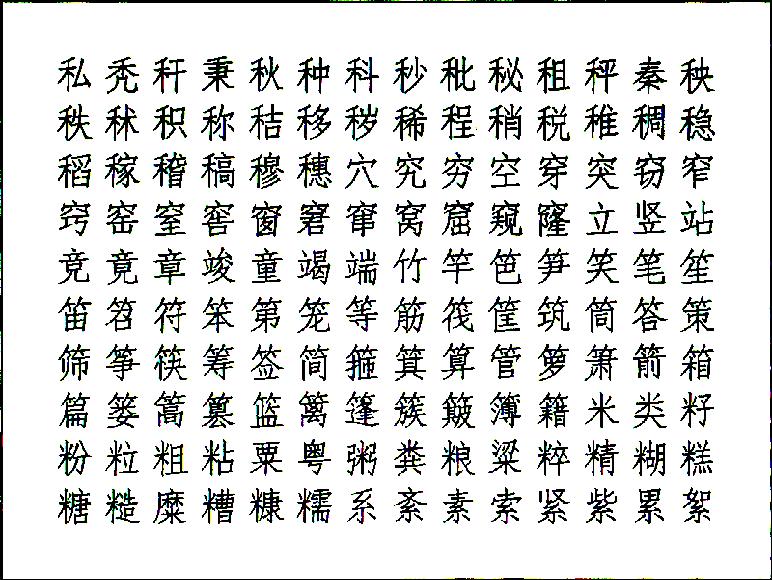 私秃秆秉秋种科秒秕秘租秤秦秧
秩秫积称秸移秽稀程稍税稚稠稳
稻稼稽稿穆穗穴究穷空穿突窃窄
窍窑窒窖窗窘窜窝窟窥窿立竖站
竞竟章竣童竭端竹竿笆笋笑笔笙
笛笤符笨第笼等筋筏筐筑筒答策
筛筝筷筹签简箍箕算管箩箫箭箱
篇篓篙篡篮篱篷簇簸簿籍米类籽
粉粒粗粘粟粤粥粪粮粱粹精糊糕
糖糙糜糟糠糯系紊素索紧紫累絮